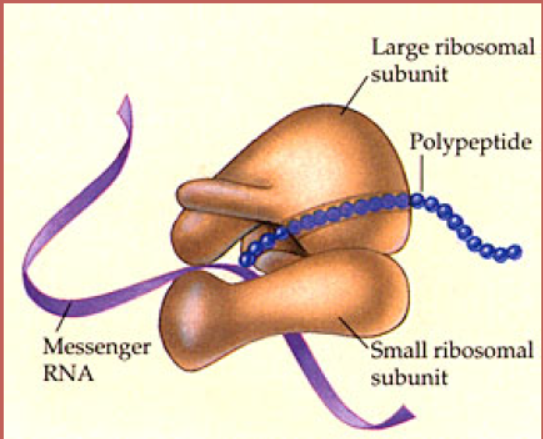 Large ribosomal
subunit
Polypeptide
Messenger
RNA
Small ribosomal
subunit